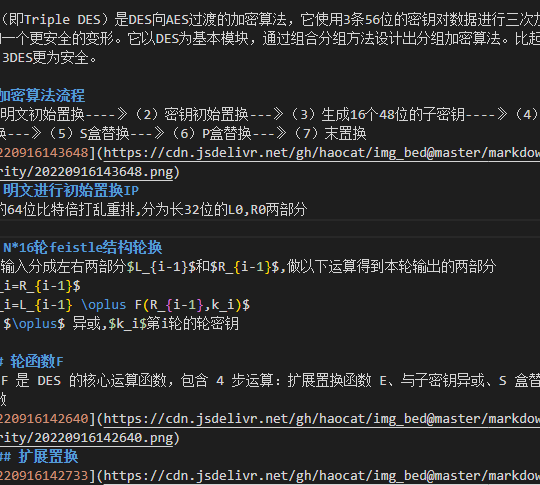 （即Triple DES）是DES向AES过渡的加密算法，它使用3条56位的密钥对数据进行三次加
的一个更安全的变形。它以DES为基本模块，通过组合分组方法设计出分组加密算法。比起
3DES更为安全。
加密算法流程
明文初始置换----》（2）密钥初始置换---》（3）生成16个48位的子密钥----》（4）
换---》（5）S盒替换---》（6）P盒替换---》（7）末置换
220916143648](https://cdn.jsdelivr.net/gh/haocat/img_bed@master/markdow
rity/20220916143648.png)
明文进行初始置换IP
的64位比特倍打乱重排,分为长32位的L0,R0两部分
N*16轮feistle结构轮换
输入分成左右两部分$L_{i-1}$和$R_{i-1}$,做以下运算得到本轮输出的两部分
_i=R_{i-1}$
_i=L_{i-1} \oplus F(R_{i-1},k_i)$
$\oplus$ 异或,$k_i$第i轮的轮密钥
# 轮函数F
F 是 DES 的核心运算函数，包含 4 步运算：扩展置换函数 E、与子密钥异或、S 盒替
数
220916142640](https://cdn.jsdelivr.net/gh/haocat/img_bed@master/markdow
rity/20220916142640.png)
## 扩展置换
220916142733](https://cdn.jsdelivr.net/gh/haocat/img_bed@master/markdow